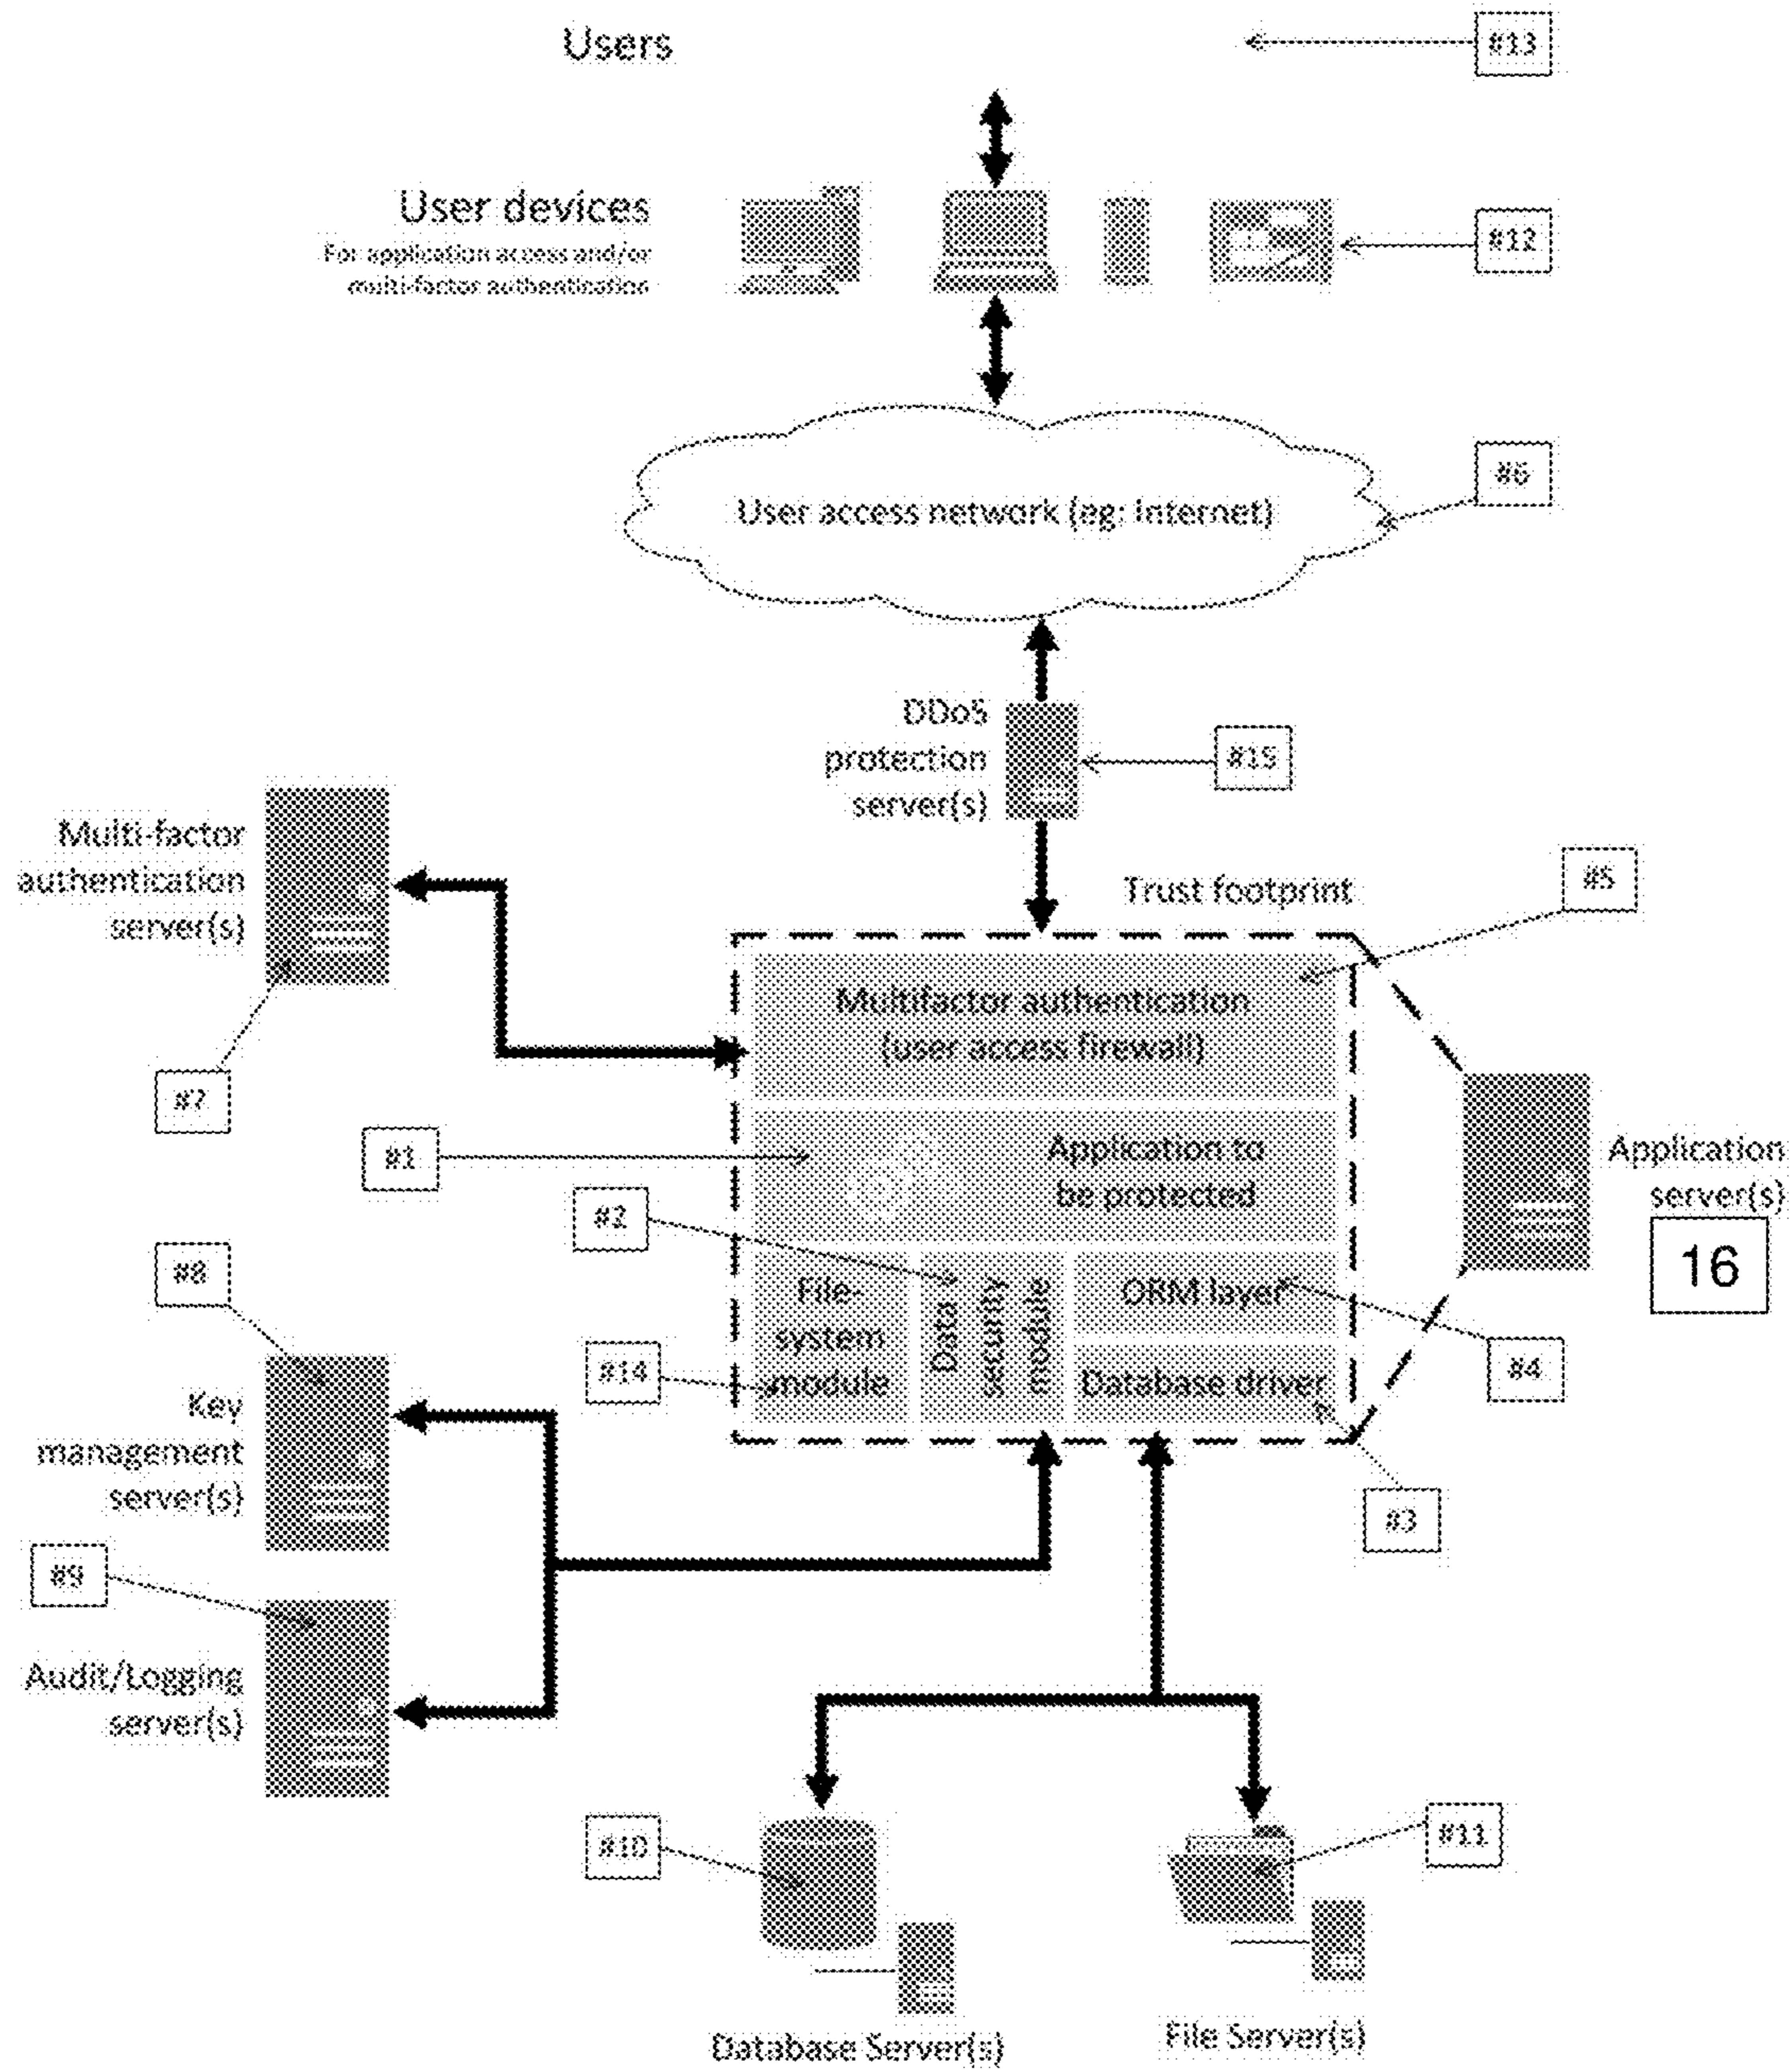 Users
#13
User devices
For application access and/or
multi-factor authentication
#12
#6
User access network (eg: Internet)
DDoS
protection
server(s)
#15
Multi-factor
authentication
server(s)
Trust footprint
#5
Multifactor authentication
(user access firewall)
#7
#1
Application to
be protected
Application
server(s)
16
#2
#8
File-
system
module
Data
security
module
ORM layer
Database driver
#14
#4
Key
management
server(s)
#3
#9
Audit/Logging
server(s)
#10
#11
Database Server(s)
File Server(s)